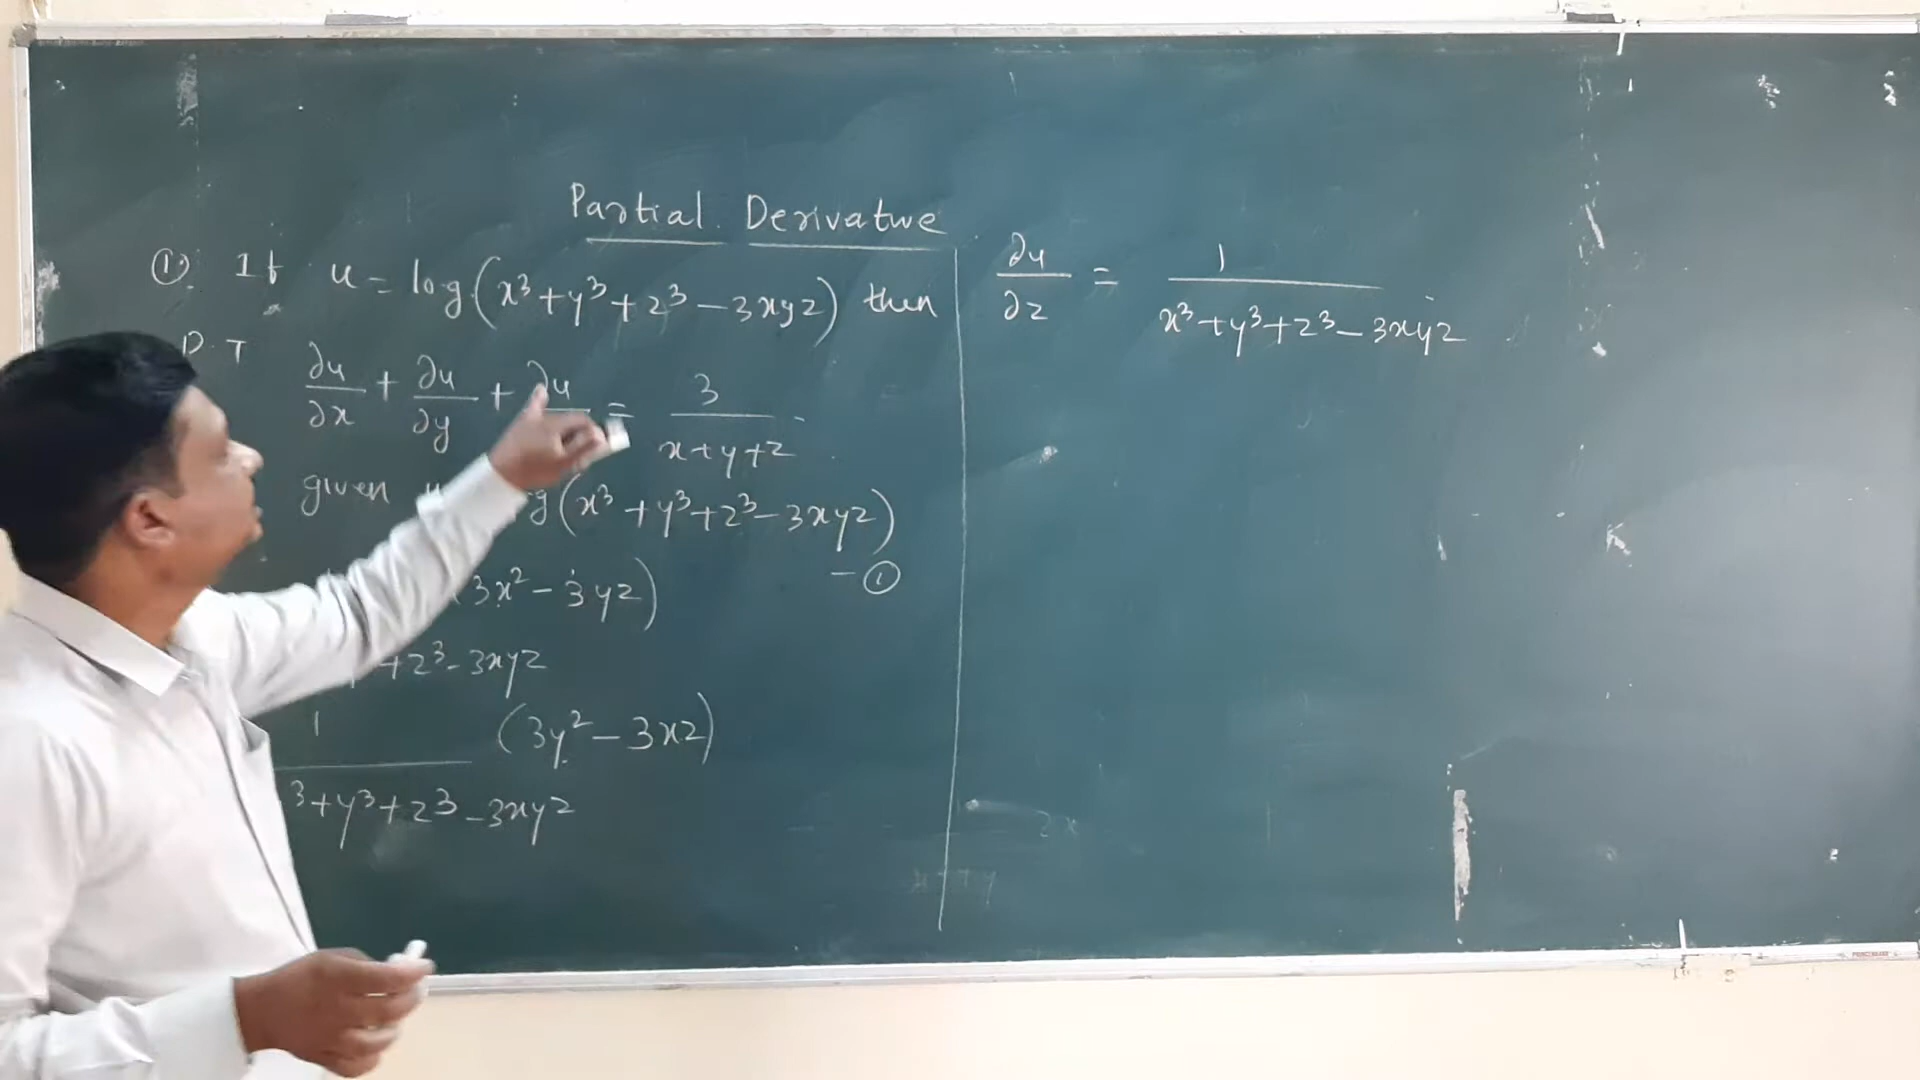 Partial Derivative
① If u = log(x³+y³+z³-3xyz) then
P.T ∂u/∂x + ∂u/∂y + ∂u = 3/(x+y+z)
given g(x³+y³+z³-3xyz)
- ①
(3x²-3yz)
+z³-3xyz
1 (3y²-3xz)
³+y³+z³-3xyz
∂u/∂z = 1/(x³+y³+z³-3xyz)